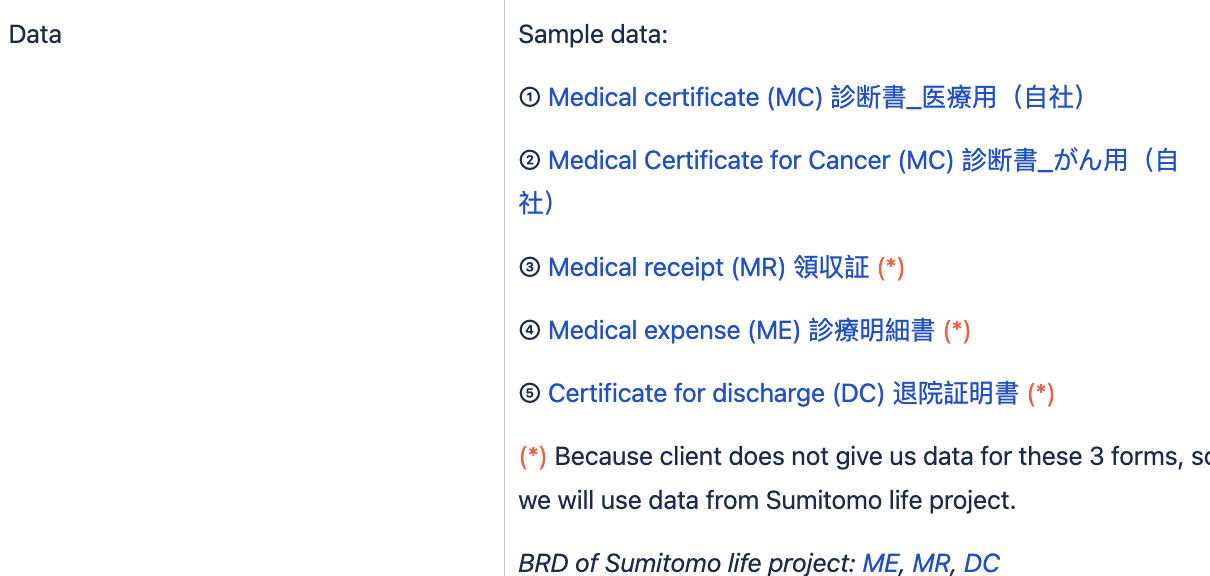 Data
Sample data:
① Medical certificate (MC) 診断書_医療用（自社）
② Medical Certificate for Cancer (MC) 診断書_がん用（自
社）
③ Medical receipt (MR) 領収証 (*)
④ Medical expense (ME) 診療明細書 (*)
⑤ Certificate for discharge (DC) 退院証明書 (*)
(*) Because client does not give us data for these 3 forms, so
we will use data from Sumitomo life project.
BRD of Sumitomo life project: ME, MR, DC